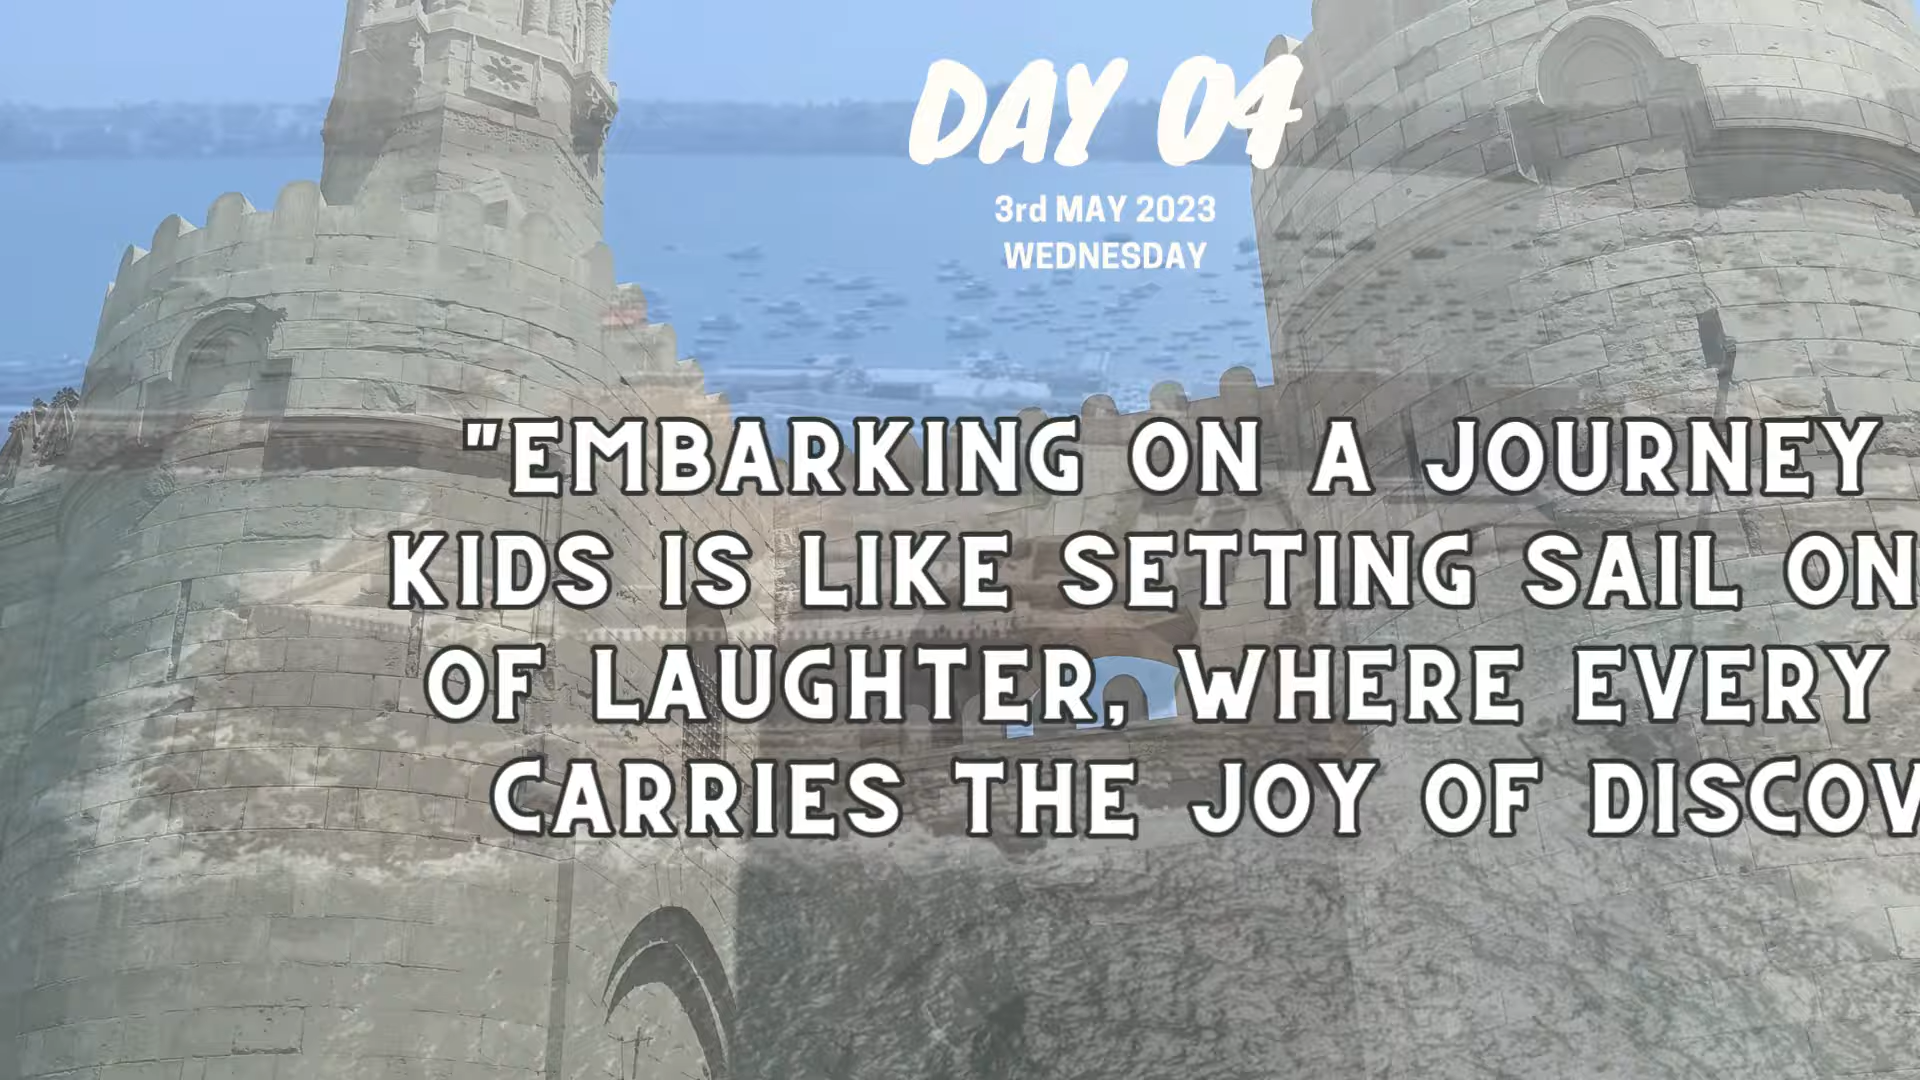 DAY 04
3rd MAY 2023
WEDNESDAY
"EMBARKING ON A JOURNEY
KIDS IS LIKE SETTING SAIL ON
OF LAUGHTER, WHERE EVERY
CARRIES THE JOY OF DISCOV